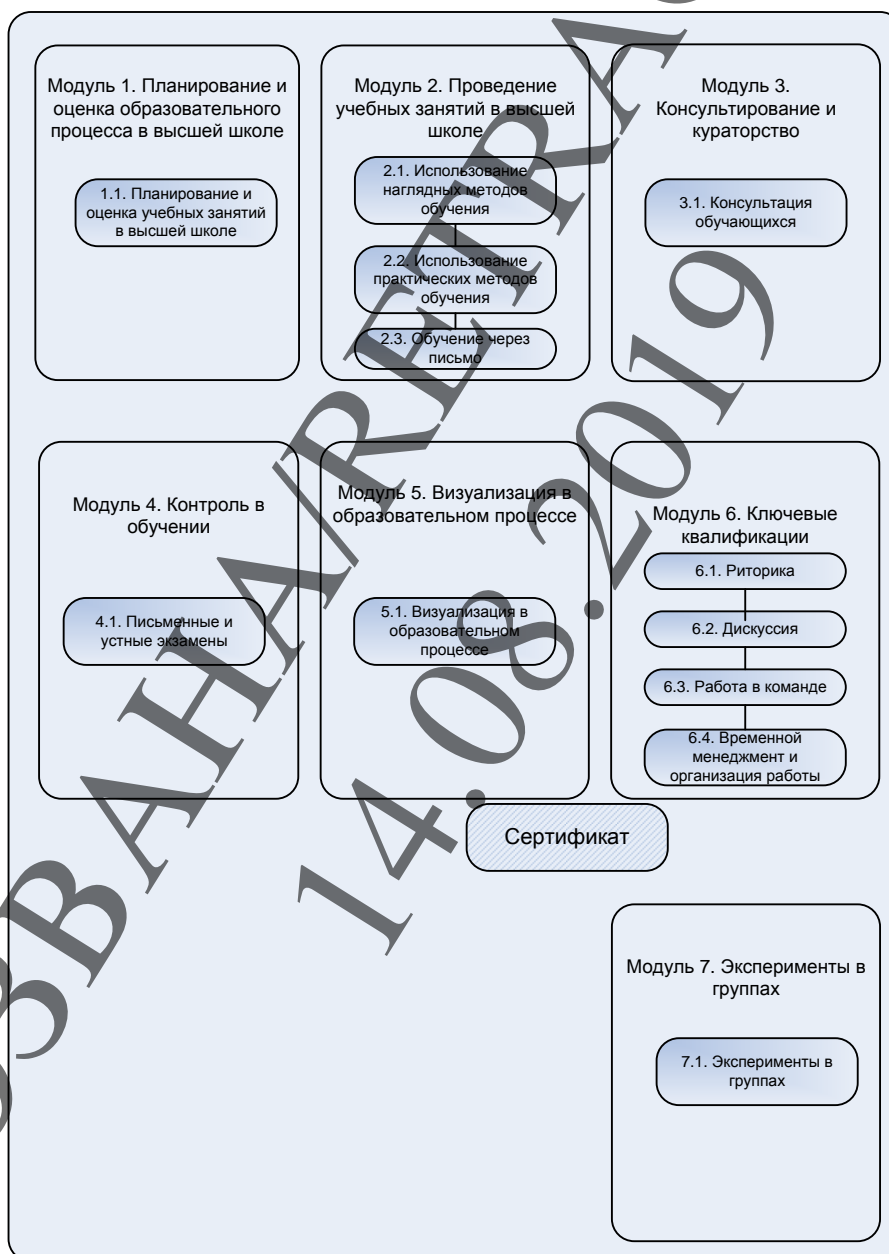 Модуль 1. Планирование и
оценка образовательного
процесса в высшей школе
1.1. Планирование и
оценка учебных занятий
в высшей школе
Модуль 2. Проведение
учебных занятий в высшей
школе
2.1. Использование
наглядных методов
обучения
2.2. Использование
практических методов
обучения
2.3. Обучение через
письмо
Модуль 3.
Консультирование и
кураторство
3.1. Консультация
обучающихся
Модуль 4. Контроль в
обучении
4.1. Письменные и
устные экзамены
Модуль 5. Визуализация в
образовательном процессе
5.1. Визуализация в
образовательном
процессе
Модуль 6. Ключевые
квалификации
6.1. Риторика
6.2. Дискуссия
6.3. Работа в команде
6.4. Временной
менеджмент и
организация работы
Сертификат
Модуль 7. Эксперименты в
группах
7.1. Эксперименты в
группах
14.08.2019